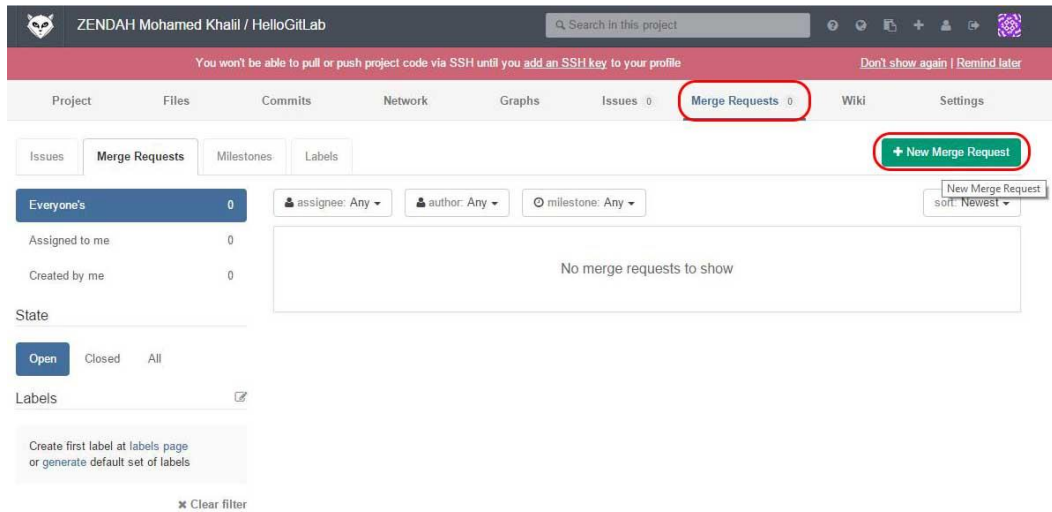 ZENDAH Mohamed Khalil / HelloGitLab
Search in this project
You won't be able to pull or push project code via SSH until you add an SSH key to your profile
Don't show again | Remind later
Project Files Commits Network Graphs Issues 0 Merge Requests 0 Wiki Settings
Issues Merge Requests Milestones Labels
+ New Merge Request
New Merge Request
Everyone's 0
assignee: Any author: Any milestone: Any
sort: Newest
Assigned to me 0
Created by me 0
No merge requests to show
State
Open Closed All
Labels
Create first label at labels page
or generate default set of labels
✖ Clear filter